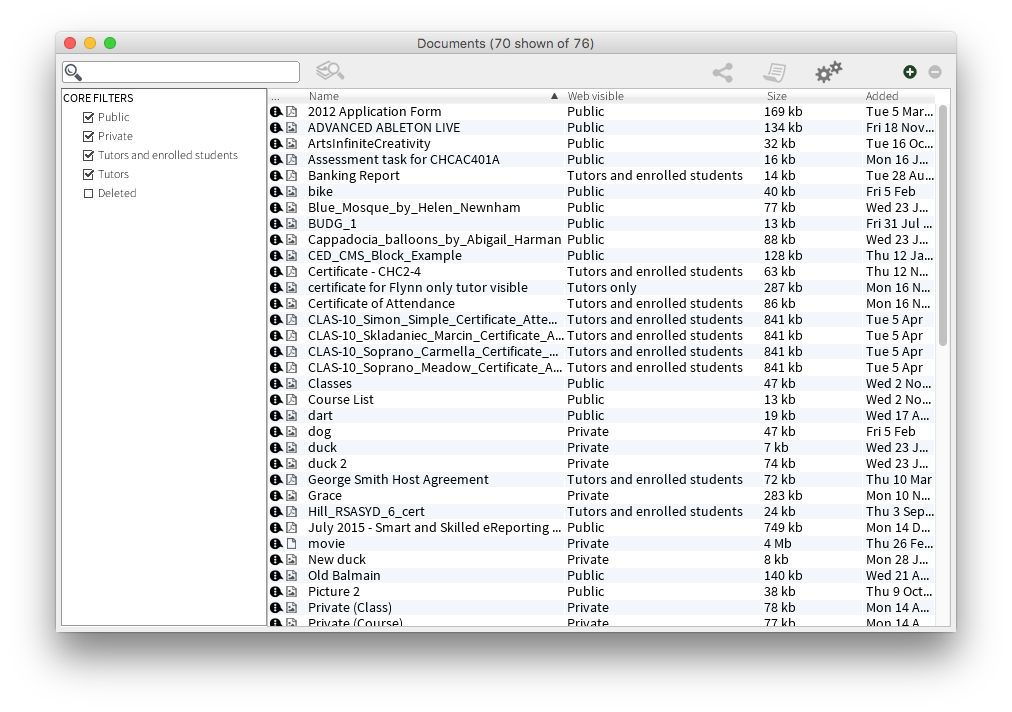 Documents (70 shown of 76)
CORE FILTERS
Public
Private
Tutors and enrolled students
Tutors
Deleted
... Name Web visible Size Added
2012 Application Form Public 169 kb Tue 5 Mar...
ADVANCED ABLETON LIVE Public 134 kb Fri 18 Nov...
ArtsInfiniteCreativity Public 32 kb Tue 16 Oc...
Assessment task for CHCAC401A Public 16 kb Mon 16 J...
Banking Report Tutors and enrolled students 14 kb Tue 28 Au...
bike Public 40 kb Fri 5 Feb
Blue_Mosque_by_Helen_Newnham Public 77 kb Wed 23 J...
BUDG_1 Public 13 kb Fri 31 Jul ...
Cappadocia_balloons_by_Abigail_Harman Public 88 kb Wed 23 J...
CED_CMS_Block_Example Public 128 kb Thu 12 Ja...
Certificate - CHC2-4 Tutors and enrolled students 63 kb Thu 12 N...
certificate for Flynn only tutor visible Tutors only 287 kb Mon 16 N...
Certificate of Attendance Tutors and enrolled students 86 kb Mon 16 N...
CLAS-10_Simon_Simple_Certificate_Atte... Tutors and enrolled students 841 kb Tue 5 Apr
CLAS-10_Skladaniec_Marcin_Certificate_A... Tutors and enrolled students 841 kb Tue 5 Apr
CLAS-10_Soprano_Carmella_Certificate_... Tutors and enrolled students 841 kb Tue 5 Apr
CLAS-10_Soprano_Meadow_Certificate_A... Tutors and enrolled students 841 kb Tue 5 Apr
Classes Public 47 kb Wed 2 No...
Course List Public 13 kb Wed 2 No...
dart Public 19 kb Wed 17 A...
dog Private 47 kb Fri 5 Feb
duck Private 7 kb Wed 23 J...
duck 2 Private 74 kb Wed 23 J...
George Smith Host Agreement Tutors and enrolled students 72 kb Thu 10 Mar
Grace Private 283 kb Mon 10 N...
Hill_RSASYD_6_cert Tutors and enrolled students 24 kb Thu 3 Sep...
July 2015 - Smart and Skilled eReporting ... Public 749 kb Mon 14 D...
movie Private 4 Mb Thu 26 Fe...
New duck Private 8 kb Mon 28 J...
Old Balmain Public 140 kb Wed 21 A...
Picture 2 Public 38 kb Thu 9 Oct...
Private (Class) Private 78 kb Mon 14 A...
Private (Course) Private 77 kb Mon 14 A...